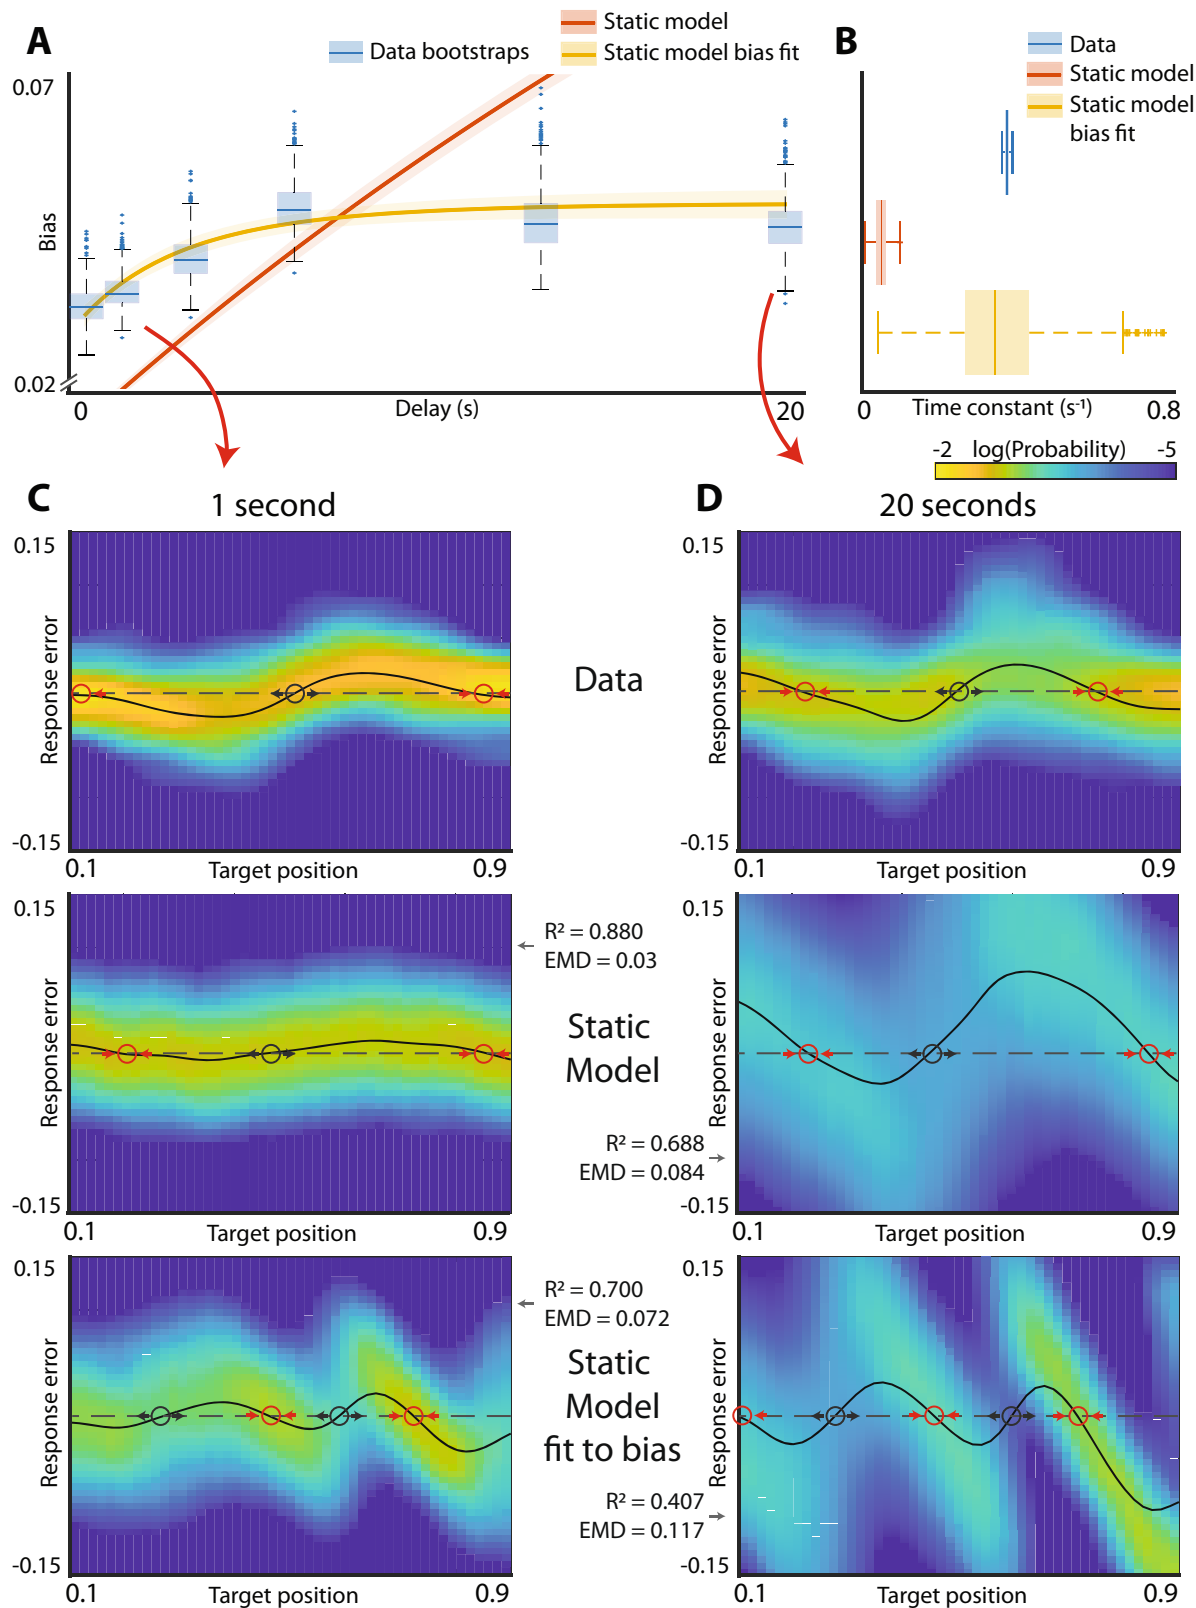 A
Data bootstraps
Static model
Static model bias fit
0.07
Bias
0.02
0
Delay (s)
20
B
Data
Static model
Static model
bias fit
0
Time constant (s⁻¹)
0.8
-2
log(Probability)
-5
C
1 second
D
20 seconds
0.15
Response error
-0.15
0.1
Target position
0.9
Data
0.15
Response error
-0.15
0.1
Target position
0.9
0.15
Response error
-0.15
0.1
Target position
0.9
R² = 0.880
EMD = 0.03
Static
Model
R² = 0.688
EMD = 0.084
0.15
Response error
-0.15
0.1
Target position
0.9
0.15
Response error
-0.15
0.1
Target position
0.9
R² = 0.700
EMD = 0.072
Static
Model
fit to bias
R² = 0.407
EMD = 0.117
0.15
Response error
-0.15
0.1
Target position
0.9